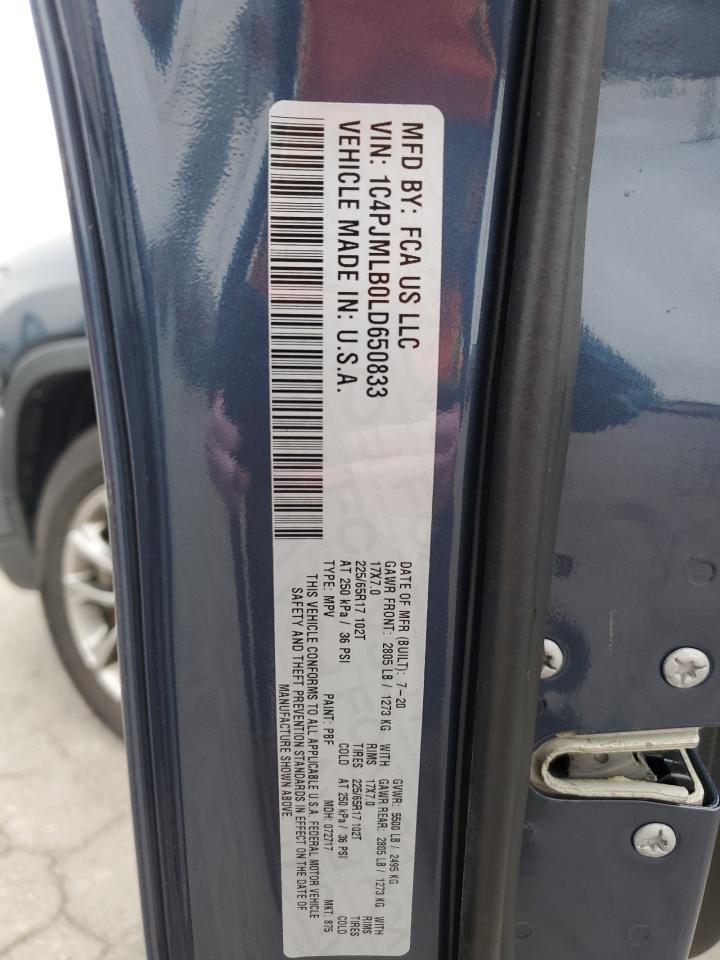 MFD BY: FCA US LLC
VIN: 1C4PJMLB0LD650833
VEHICLE MADE IN: U.S.A.
DATE OF MFR (BUILT): 7-20 GVWR: 5500 LB / 2495 KG
GAWR FRONT: 2805 LB / 1273 KG WITH GAWR REAR: 2805 LB / 1273 KG WITH
17X7.0 RIMS 17X7.0 RIMS
225/65R17 102T TIRES 225/65R17 102T TIRES
AT 250 kPa / 36 PSI COLD AT 250 kPa / 36 PSI COLD
TYPE: MPV PAINT: PBF MDH: 072717 MKT: 875
THIS VEHICLE CONFORMS TO ALL APPLICABLE U.S.A. FEDERAL MOTOR VEHICLE
SAFETY AND THEFT PREVENTION STANDARDS IN EFFECT ON THE DATE OF
MANUFACTURE SHOWN ABOVE.